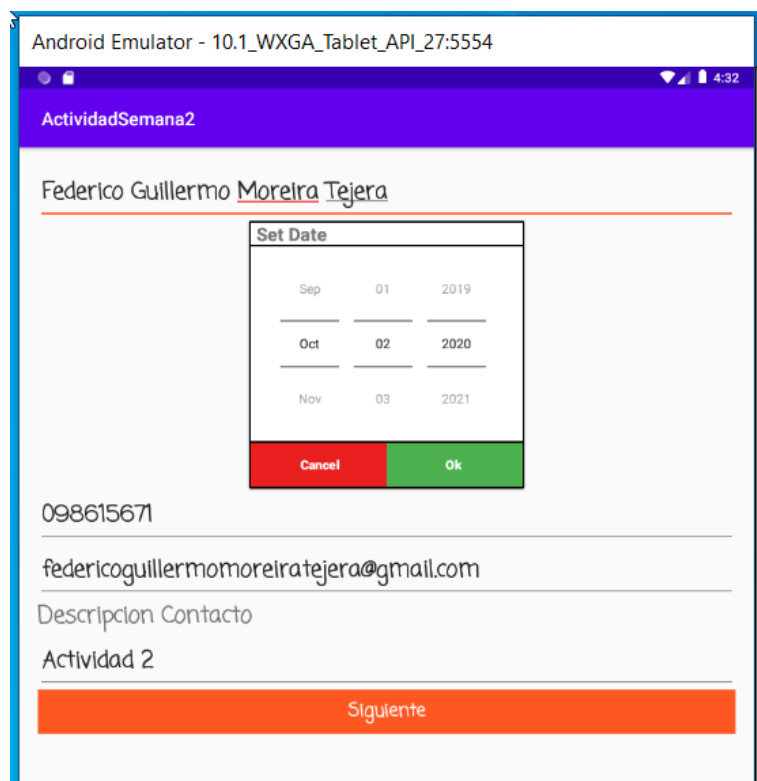 Android Emulator - 10.1_WXGA_Tablet_API_27:5554
4:32
ActividadSemana2
Federico Guillermo Moreira Tejera
Set Date
Sep 01 2019
Oct 02 2020
Nov 03 2021
Cancel Ok
098615671
federicoguillermomoreiratejera@gmail.com
Descripcion Contacto
Actividad 2
Siguiente